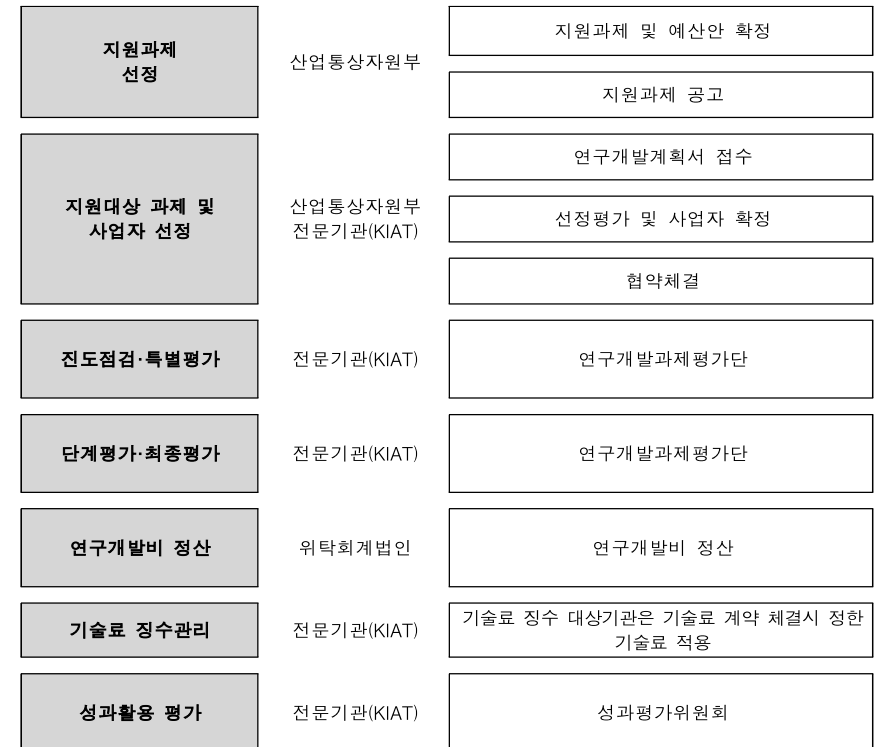 지원과제
선정
산업통상자원부
지원과제 및 예산안 확정
지원과제 공고
지원대상 과제 및
사업자 선정
산업통상자원부
전문기관(KIAT)
연구개발계획서 접수
선정평가 및 사업자 확정
협약체결
진도점검·특별평가
전문기관(KIAT)
연구개발과제평가단
단계평가·최종평가
전문기관(KIAT)
연구개발과제평가단
연구개발비 정산
위탁회계법인
연구개발비 정산
기술료 징수관리
전문기관(KIAT)
기술료 징수 대상기관은 기술료 계약 체결시 정한
기술료 적용
성과활용 평가
전문기관(KIAT)
성과평가위원회